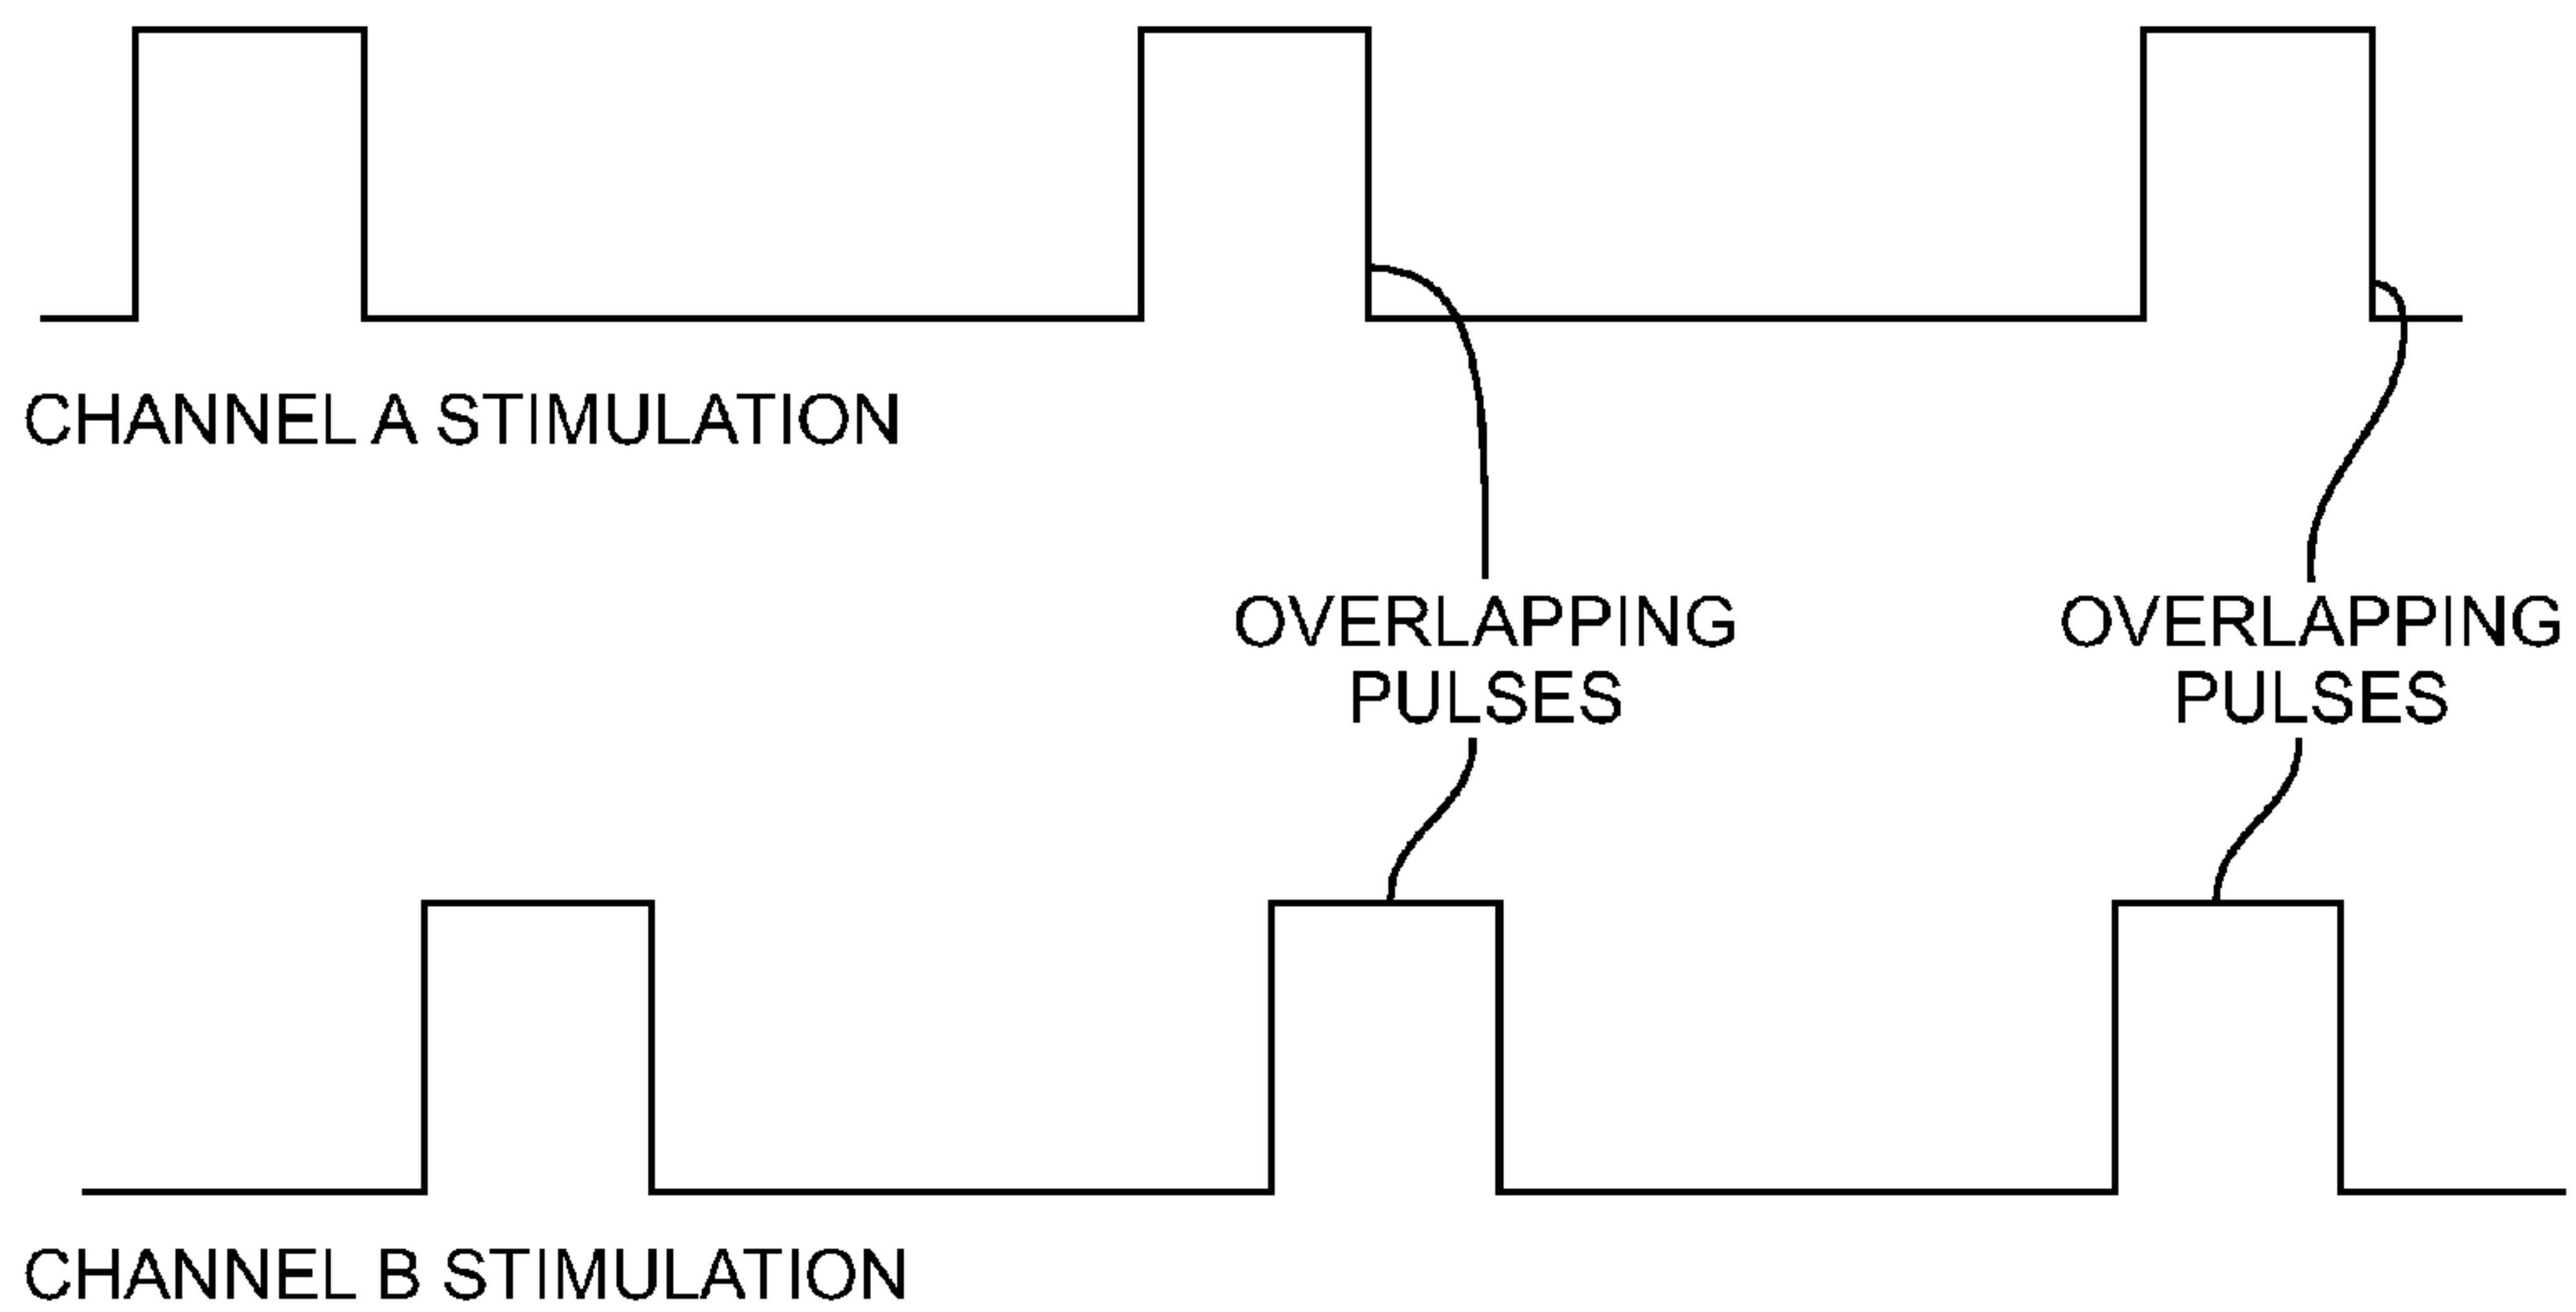 CHANNEL A STIMULATION
OVERLAPPING
PULSES
OVERLAPPING
PULSES
CHANNEL B STIMULATION